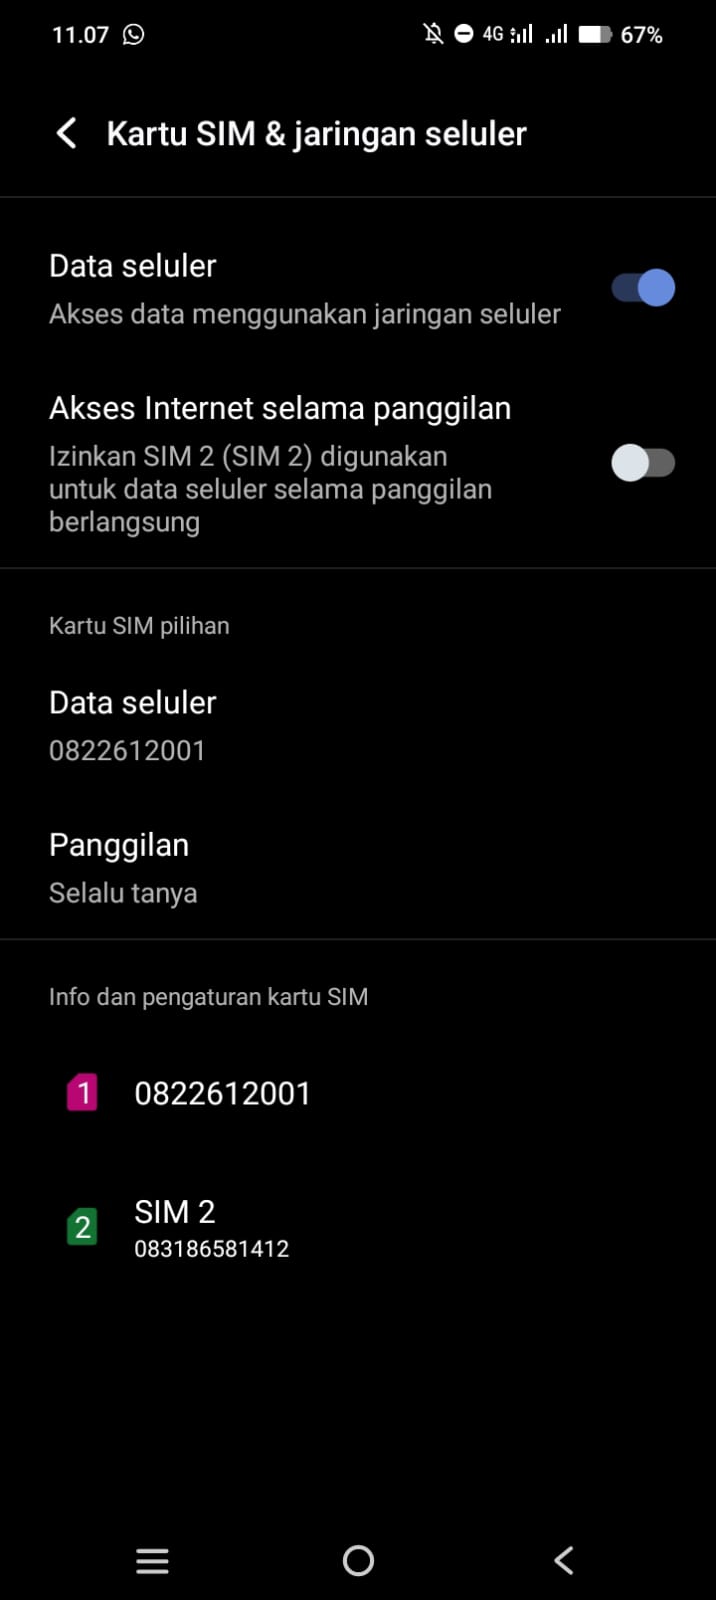 11.07
4G
67%
Kartu SIM & jaringan seluler
Data seluler
Akses data menggunakan jaringan seluler
Akses Internet selama panggilan
Izinkan SIM 2 (SIM 2) digunakan
untuk data seluler selama panggilan
berlangsung
Kartu SIM pilihan
Data seluler
0822612001
Panggilan
Selalu tanya
Info dan pengaturan kartu SIM
1 0822612001
2 SIM 2
083186581412